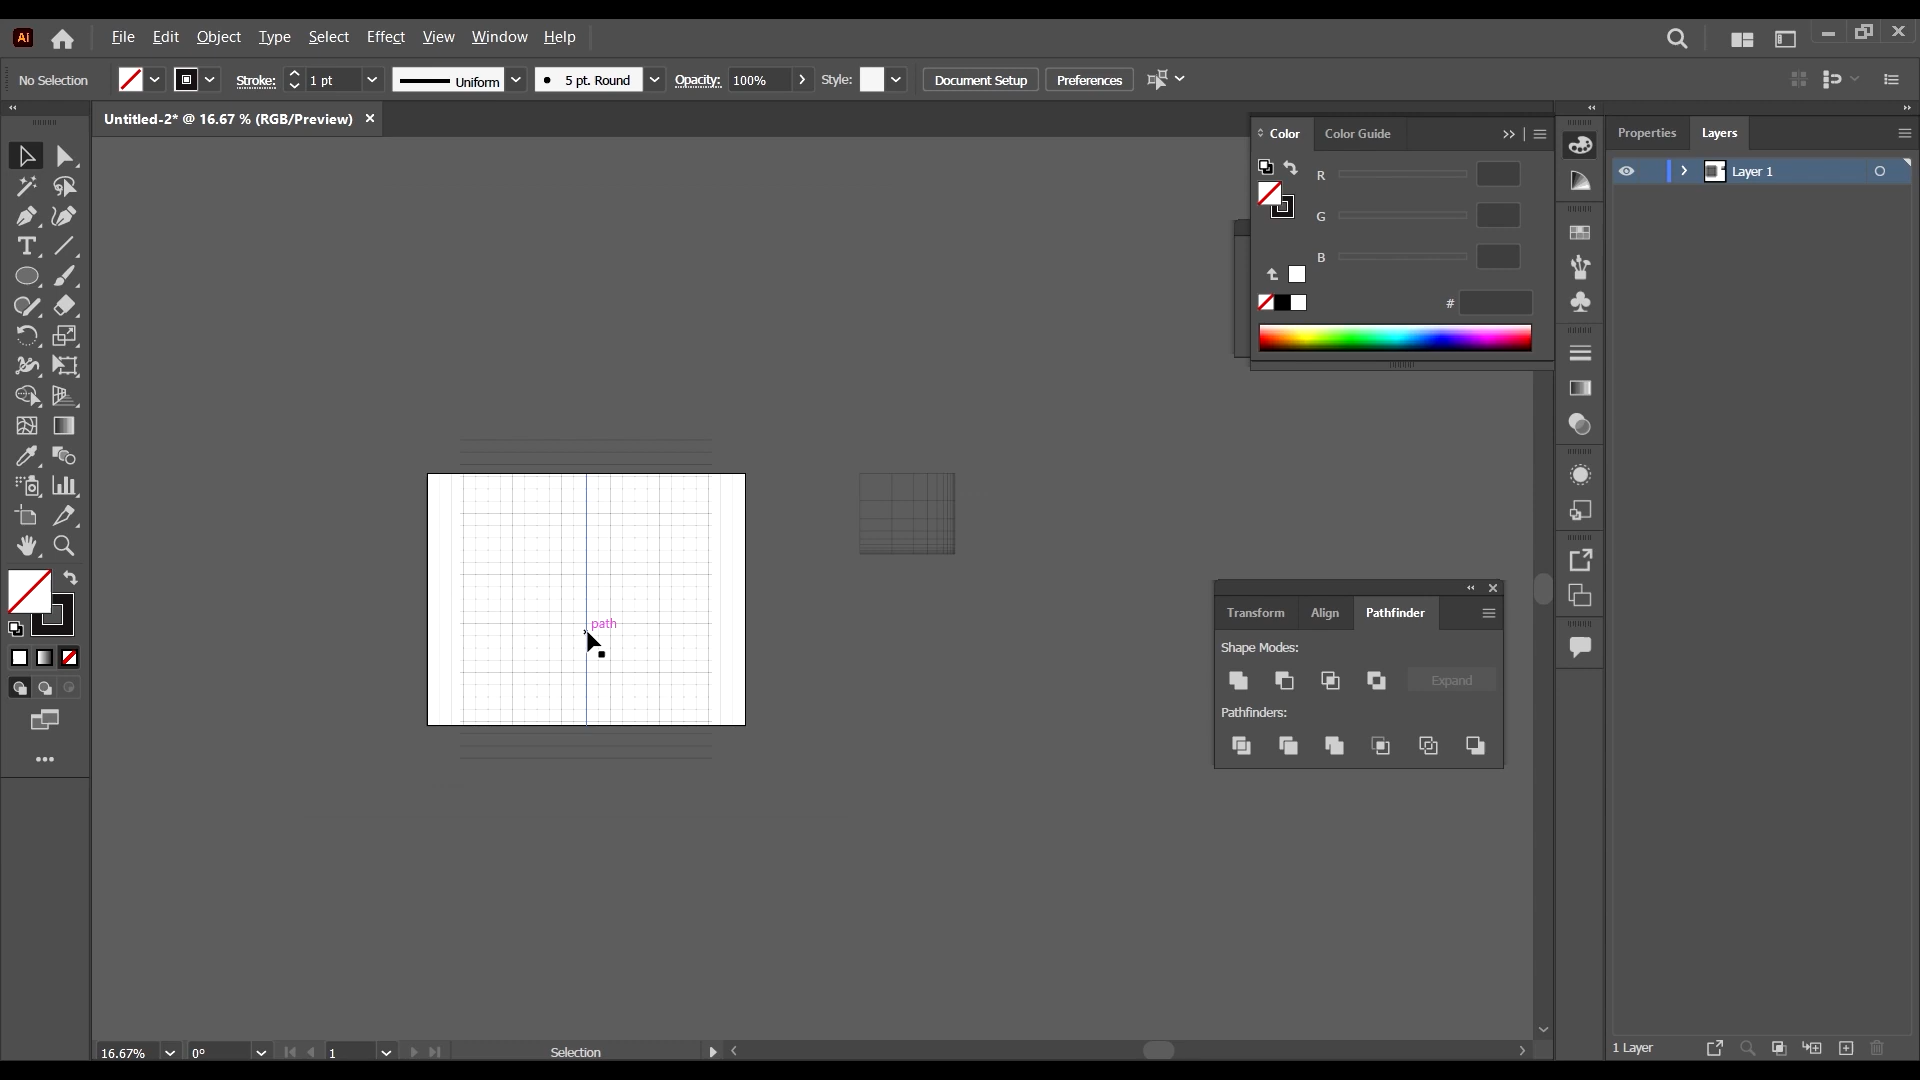 Ai File Edit Object Type Select Effect View Window Help
No Selection Stroke: 1 pt Uniform 5 pt. Round Opacity: 100% Style: Document Setup Preferences
Untitled-2* @ 16.67 % (RGB/Preview)
Color Color Guide
R
G
B
#
Properties Layers
Layer 1
path
Transform Align Pathfinder
Shape Modes:
Expand
Pathfinders:
16.67% 0° 1 Selection
1 Layer